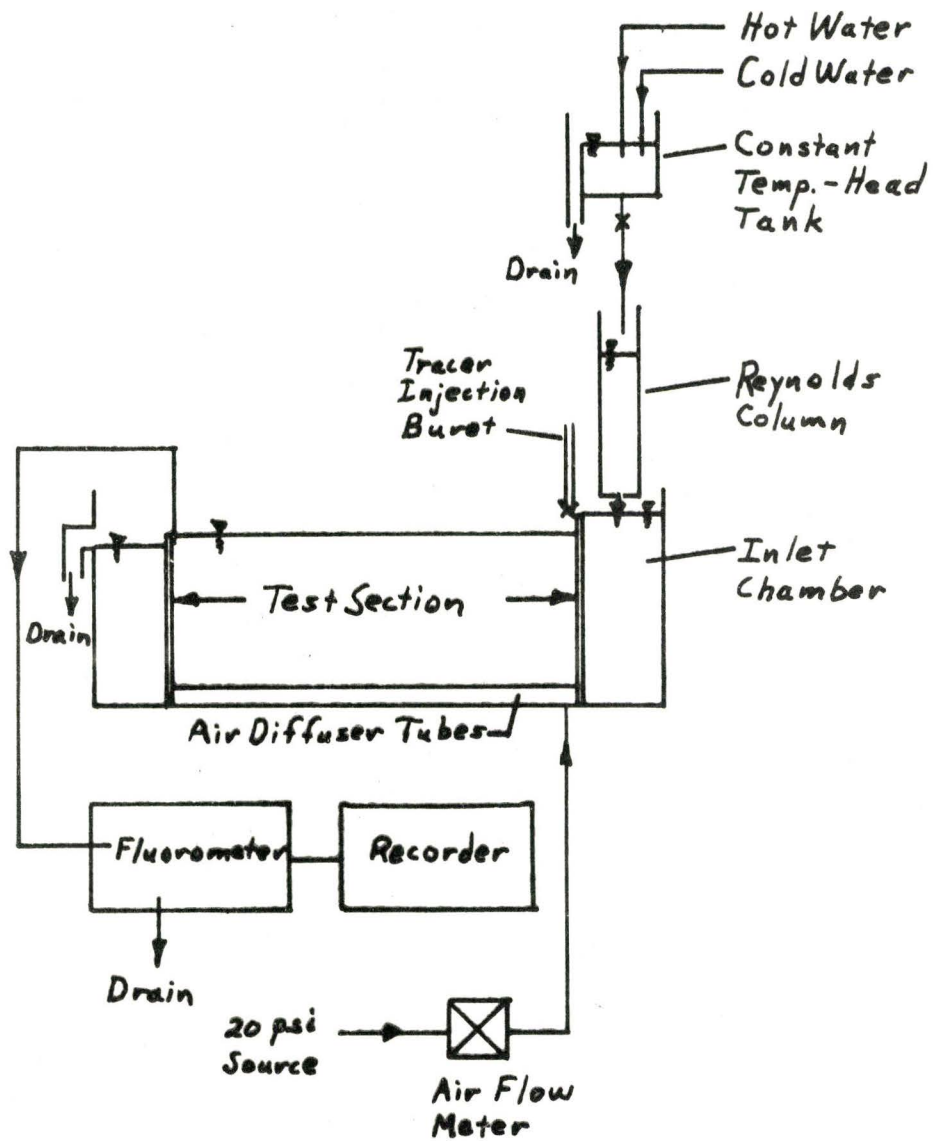 Hot Water
Cold Water
Constant
Temp.-Head
Tank
Drain
Tracer
Injection
Buret
Reynolds
Column
Inlet
Chamber
Test Section
Drain
Air Diffuser Tubes
Fluorometer
Recorder
Drain
20 psi
Source
Air Flow
Meter